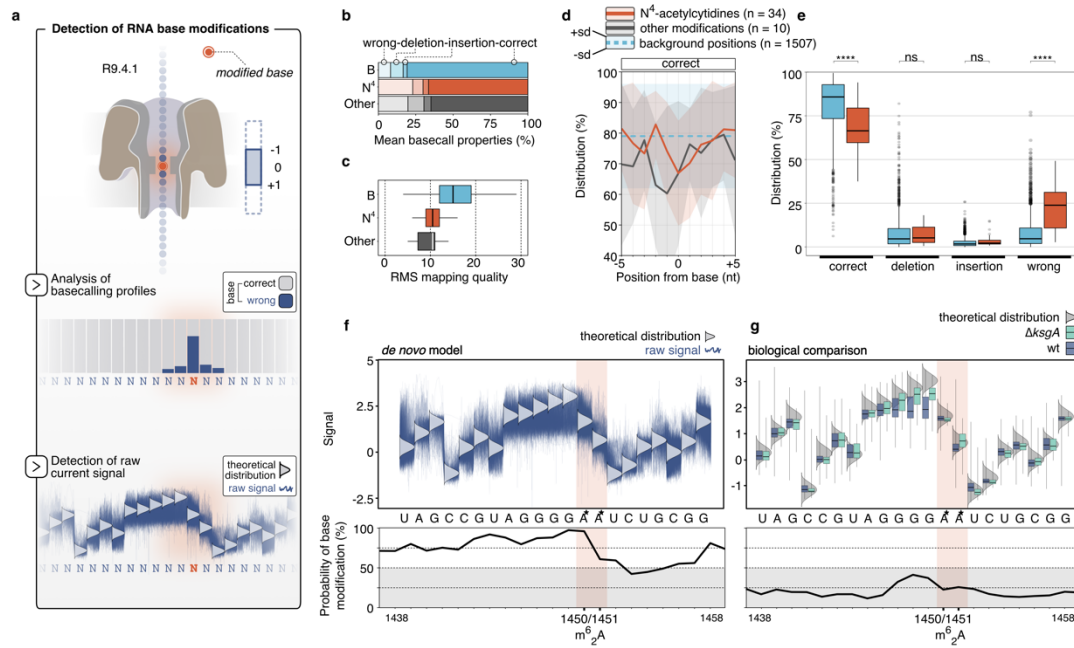 a
Detection of RNA base modifications
R9.4.1
modified base
-1
0
+1
Analysis of
basecalling profiles
base
correct
wrong
N N N N N N N N N N N N N N N N N
Detection of raw
current signal
theoretical
distribution
raw signal
N N N N N N N N N N N N N N N N N
b
wrong-deletion-insertion-correct
B
N⁴
Other
0
25
50
75
100
Mean basecall properties (%)
c
B
N⁴
Other
0
10
20
30
RMS mapping quality
d
+sd
-sd
N⁴-acetylcytidines (n = 34)
other modifications (n = 10)
background positions (n = 1507)
correct
Distribution (%)
100
90
80
70
60
50
40
-5
0
+5
Position from base (nt)
e
****
ns
ns
****
Distribution (%)
100
75
50
25
0
correct
deletion
insertion
wrong
f
theoretical distribution
de novo model
raw signal
Signal
5
2.5
0
-2.5
U A G C C G U A G G G G A* A* U C U G C G G
Probability of base
modification (%)
100
50
0
1438
1450/1451
1458
m⁶₂A
g
theoretical distribution
ΔksgA
biological comparison
wt
3
2
1
0
-1
U A G C C G U A G G G G A* A* U C U G C G G
1438
1450/1451
1458
m⁶₂A